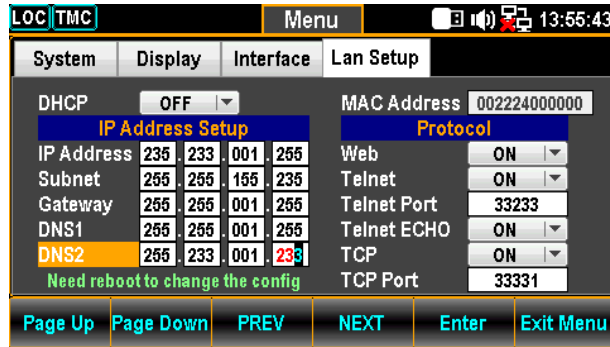 LOC TMC Menu 13:55:43
System Display Interface Lan Setup
DHCP OFF MAC Address 002224000000
IP Address Setup Protocol
IP Address 235 . 233 . 001 . 255 Web ON
Subnet 255 . 255 . 155 . 235 Telnet ON
Gateway 255 . 255 . 001 . 255 Telnet Port 33233
DNS1 255 . 255 . 001 . 255 Telnet ECHO ON
DNS2 255 . 233 . 001 . 233 TCP ON
Need reboot to change the config TCP Port 33331
Page Up Page Down PREV NEXT Enter Exit Menu